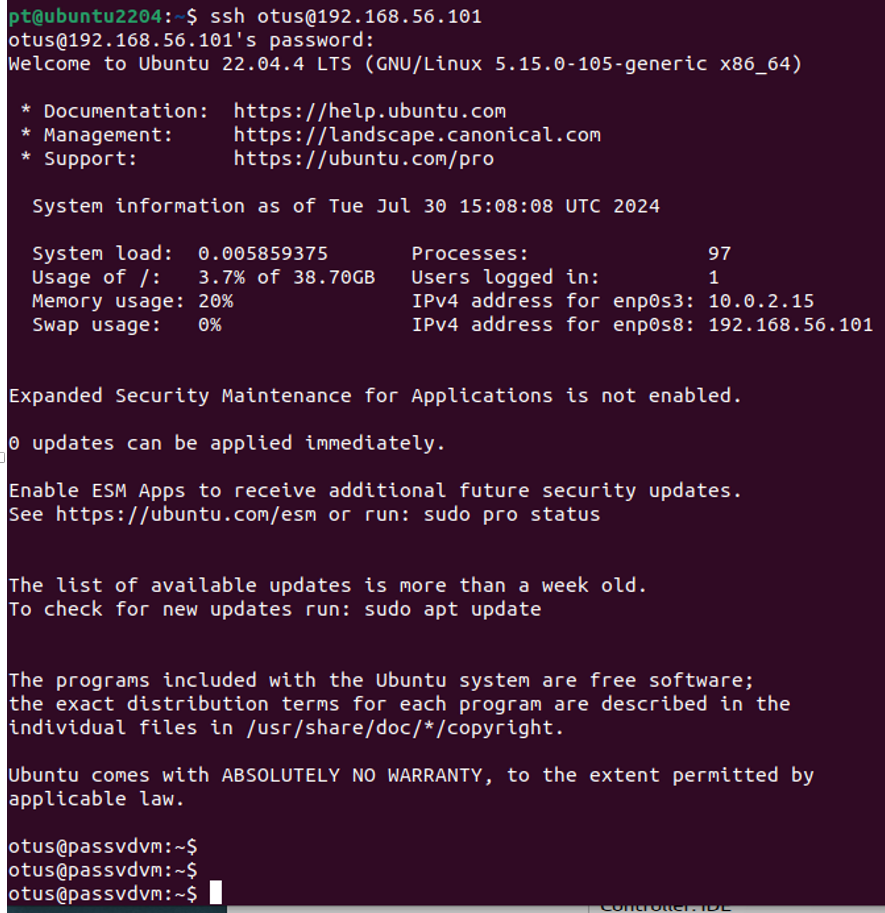 pt@ubuntu2204:~$ ssh otus@192.168.56.101
otus@192.168.56.101's password:
Welcome to Ubuntu 22.04.4 LTS (GNU/Linux 5.15.0-105-generic x86_64)
* Documentation: https://help.ubuntu.com
* Management: https://landscape.canonical.com
* Support: https://ubuntu.com/pro
System information as of Tue Jul 30 15:08:08 UTC 2024
System load: 0.005859375 Processes: 97
Usage of /: 3.7% of 38.70GB Users logged in: 1
Memory usage: 20% IPv4 address for enp0s3: 10.0.2.15
Swap usage: 0% IPv4 address for enp0s8: 192.168.56.101
Expanded Security Maintenance for Applications is not enabled.
0 updates can be applied immediately.
Enable ESM Apps to receive additional future security updates.
See https://ubuntu.com/esm or run: sudo pro status
The list of available updates is more than a week old.
To check for new updates run: sudo apt update
The programs included with the Ubuntu system are free software;
the exact distribution terms for each program are described in the
individual files in /usr/share/doc/*/copyright.
Ubuntu comes with ABSOLUTELY NO WARRANTY, to the extent permitted by
applicable law.
otus@passvdvm:~$
otus@passvdvm:~$
otus@passvdvm:~$
Controller: IDE